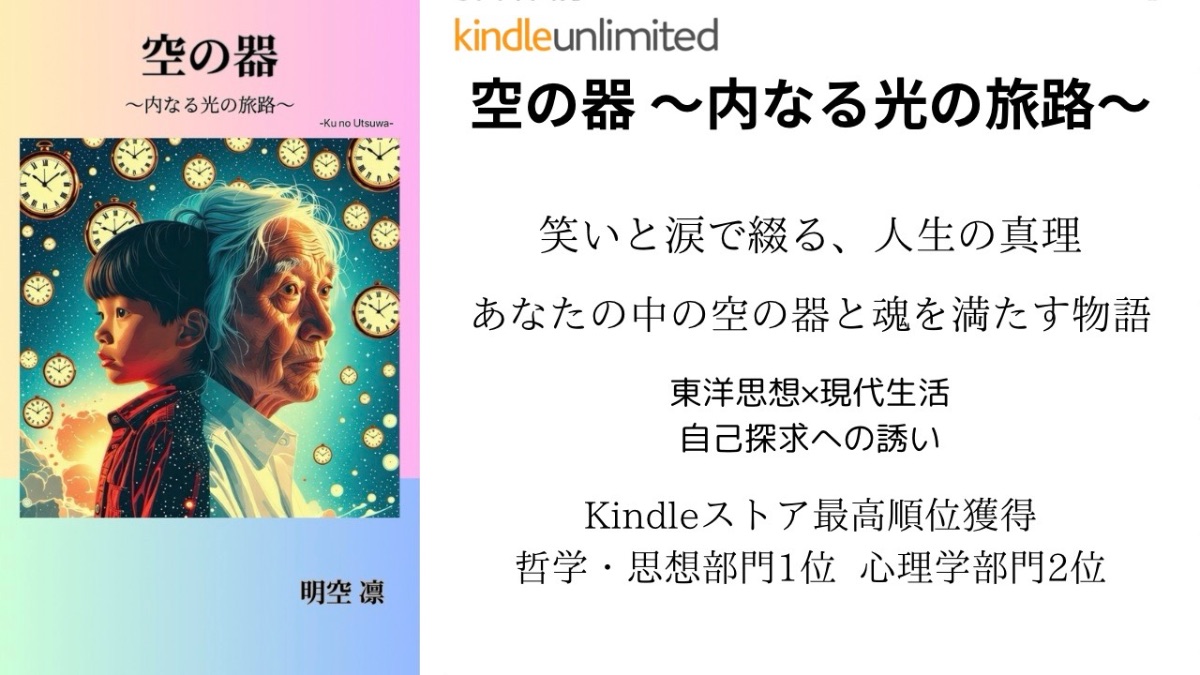 空の器
〜内なる光の旅路〜
-Ku no Utsuwa-
明空 凛
kindleunlimited
空の器 〜内なる光の旅路〜
笑いと涙で綴る、人生の真理
あなたの中の空の器と魂を満たす物語
東洋思想×現代生活
自己探求への誘い
Kindleストア最高順位獲得
哲学・思想部門1位 心理学部門2位